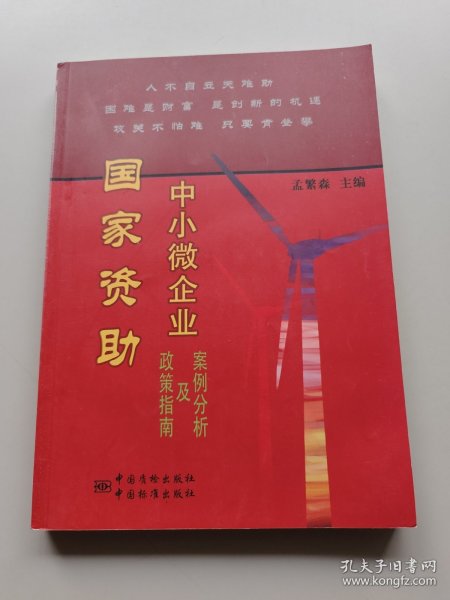 人不自立天难助
困难是财富 是创新的机遇
攻关不怕难 只要肯登攀
孟繁森 主编
国家资助
中小微企业
案例分析
及
政策指南
中国质检出版社
中国标准出版社
孔夫子旧书网
www.kongfz.com